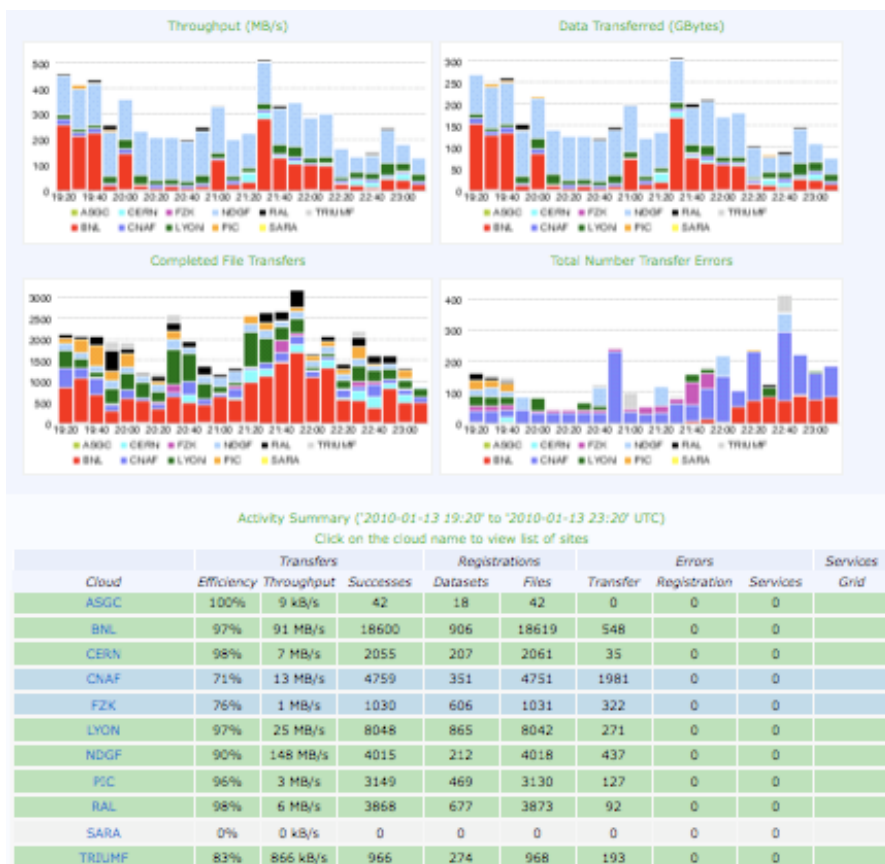 Throughput (MB/s)
500
400
300
200
100
0
19:20 19:40 20:00 20:20 20:40 21:00 21:20 21:40 22:00 22:20 22:40 23:00
ASGC CERN FZK NDGF RAL TRIUMF
BNL CNAF LYON PIC SARA
Data Transferred (GBytes)
300
250
200
150
100
50
0
19:20 19:40 20:00 20:20 20:40 21:00 21:20 21:40 22:00 22:20 22:40 23:00
ASGC CERN FZK NDGF RAL TRIUMF
BNL CNAF LYON PIC SARA
Completed File Transfers
3000
2500
2000
1500
1000
500
0
19:20 19:40 20:00 20:20 20:40 21:00 21:20 21:40 22:00 22:20 22:40 23:00
ASGC CERN FZK NDGF RAL TRIUMF
BNL CNAF LYON PIC SARA
Total Number Transfer Errors
400
300
200
100
0
19:20 19:40 20:00 20:20 20:40 21:00 21:20 21:40 22:00 22:20 22:40 23:00
ASGC CERN FZK NDGF RAL TRIUMF
BNL CNAF LYON PIC SARA
Activity Summary ('2010-01-13 19:20' to '2010-01-13 23:20' UTC)
Click on the cloud name to view list of sites
Transfers Registrations Errors Services
Cloud Efficiency Throughput Successes Datasets Files Transfer Registration Services Grid
ASGC 100% 9 kB/s 42 18 42 0 0 0
BNL 97% 91 MB/s 18600 906 18619 548 0 0
CERN 98% 7 MB/s 2055 207 2061 35 0 0
CNAF 71% 13 MB/s 4759 351 4751 1981 0 0
FZK 76% 1 MB/s 1030 606 1031 322 0 0
LYON 97% 25 MB/s 8048 865 8042 271 0 0
NDGF 90% 148 MB/s 4015 212 4018 437 0 0
PIC 96% 3 MB/s 3149 469 3130 127 0 0
RAL 98% 6 MB/s 3868 677 3873 92 0 0
SARA 0% 0 kB/s 0 0 0 0 0 0
TRIUMF 83% 866 kB/s 966 274 968 193 0 0